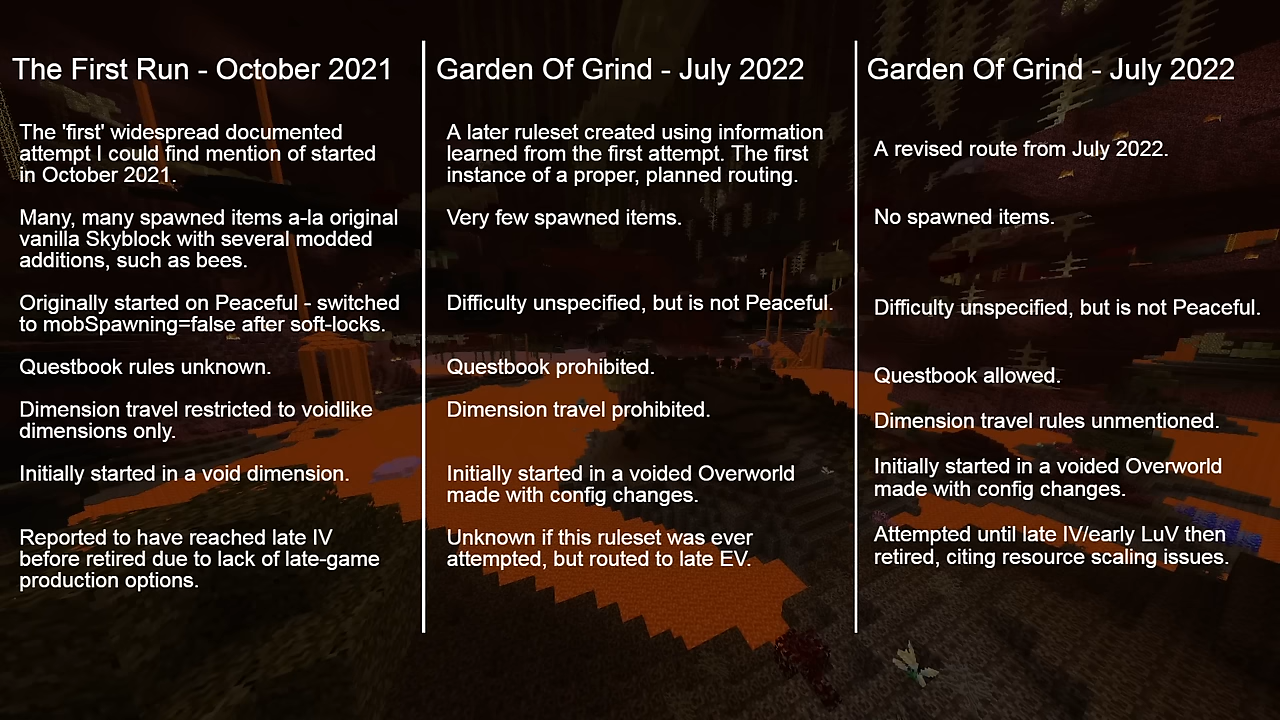 The First Run - October 2021
The 'first' widespread documented
attempt I could find mention of started
in October 2021.
Many, many spawned items a-la original
vanilla Skyblock with several modded
additions, such as bees.
Originally started on Peaceful - switched
to mobSpawning=false after soft-locks.
Questbook rules unknown.
Dimension travel restricted to voidlike
dimensions only.
Initially started in a void dimension.
Reported to have reached late IV
before retired due to lack of late-game
production options.
Garden Of Grind - July 2022
A later ruleset created using information
learned from the first attempt. The first
instance of a proper, planned routing.
Very few spawned items.
Difficulty unspecified, but is not Peaceful.
Questbook prohibited.
Dimension travel prohibited.
Initially started in a voided Overworld
made with config changes.
Unknown if this ruleset was ever
attempted, but routed to late EV.
Garden Of Grind - July 2022
A revised route from July 2022.
No spawned items.
Difficulty unspecified, but is not Peaceful.
Questbook allowed.
Dimension travel rules unmentioned.
Initially started in a voided Overworld
made with config changes.
Attempted until late IV/early LuV then
retired, citing resource scaling issues.